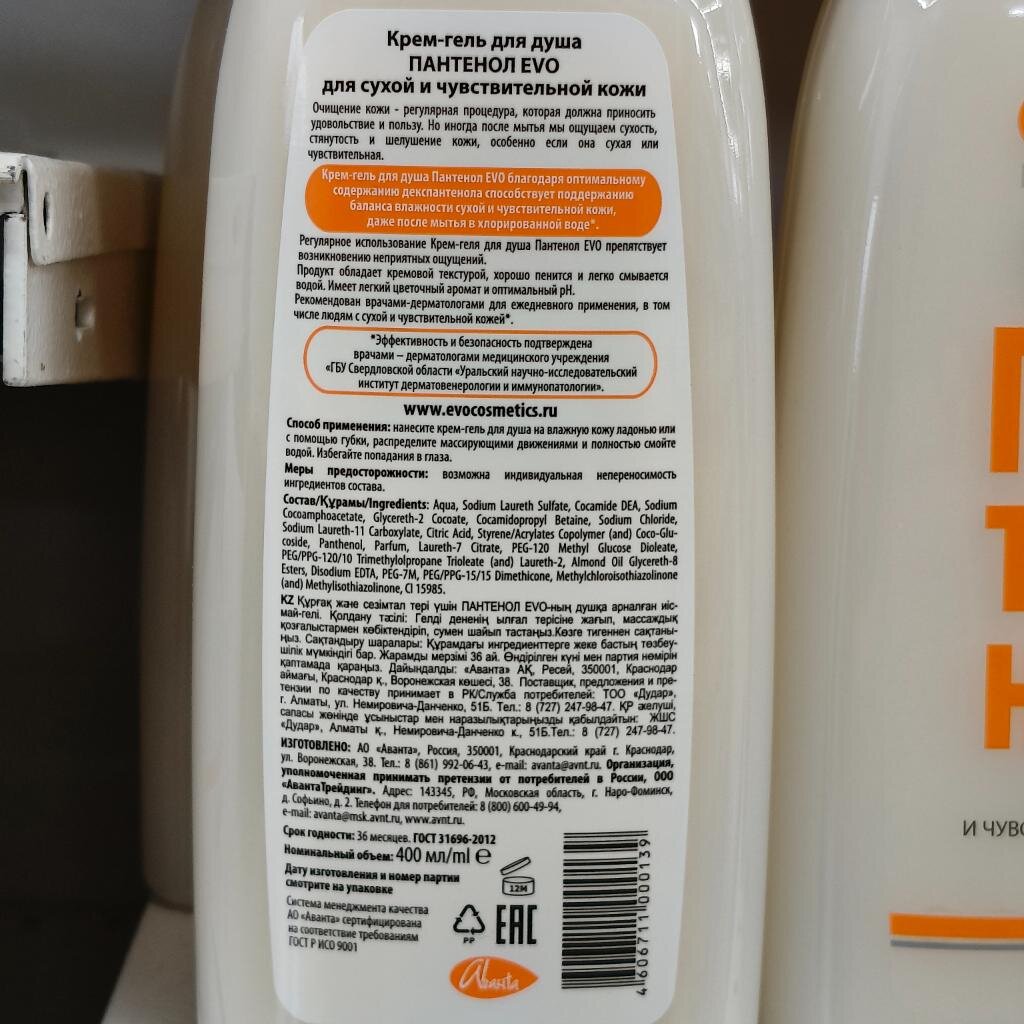 Крем-гель для душа
ПАНТЕНОЛ EVO
для сухой и чувствительной кожи
Очищение кожи - регулярная процедура, которая должна приносить
удовольствие и пользу. Но иногда после мытья мы ощущаем сухость,
стянутость и шелушение кожи, особенно если она сухая или
чувствительная.
Крем-гель для душа Пантенол EVO благодаря оптимальному
содержанию декспантенола способствует поддержанию
баланса влажности сухой и чувствительной кожи,
даже после мытья в хлорированной воде*.
Регулярное использование Крем-геля для душа Пантенол EVO препятствует
возникновению неприятных ощущений.
Продукт обладает кремовой текстурой, хорошо пенится и легко смывается
водой. Имеет легкий цветочный аромат и оптимальный pH.
Рекомендован врачами-дерматологами для ежедневного применения, в том
числе людям с сухой и чувствительной кожей*.
*Эффективность и безопасность подтверждена
врачами – дерматологами медицинского учреждения
«ГБУ Свердловской области «Уральский научно-исследовательский
институт дерматовенерологии и иммунопатологии».
www.evocosmetics.ru
Способ применения: нанесите крем-гель для душа на влажную кожу ладонью или
с помощью губки, распределите массирующими движениями и полностью смойте
водой. Избегайте попадания в глаза.
Меры предосторожности: возможна индивидуальная непереносимость
ингредиентов состава.
Состав/Құрамы/Ingredients: Aqua, Sodium Laureth Sulfate, Cocamide DEA, Sodium
Cocoamphoacetate, Glycereth-2 Cocoate, Cocamidopropyl Betaine, Sodium Chloride,
Sodium Laureth-11 Carboxylate, Citric Acid, Styrene/Acrylates Copolymer (and) Coco-Glu-
coside, Panthenol, Parfum, Laureth-7 Citrate, PEG-120 Methyl Glucose Dioleate,
PEG/PPG-120/10 Trimethylolpropane Trioleate (and) Laureth-2, Almond Oil Glycereth-8
Esters, Disodium EDTA, PEG-7M, PEG/PPG-15/15 Dimethicone, Methylchloroisothiazolinone
(and) Methylisothiazolinone, CI 15985.
KZ Құрғақ және сезімтал тері үшін ПАНТЕНОЛ EVO-ның душқа арналған иіс-
май-гелі. Қолдану тәсілі: Гелді дененің ылғал терісіне жағып, массаждық
қозғалыстармен көбіктендіріп, сумен шайып тастаңыз.Көзге тигеннен сақтаны-
ңыз. Сақтандыру шаралары: Құрамдағы ингредиенттерге жеке бастың төзбеу-
шілік мүмкіндігі бар. Жарамды мерзімі 36 ай. Өндірілген күні мен партия нөмірін
қаптамада қараңыз. Дайындалды: «Аванта» АҚ, Ресей, 350001, Краснодар
аймағы, Краснодар қ., Воронежская көшесі, 38. Поставщик, предложения и пре-
тензии по качеству принимает в РК/Служба потребителей: ТОО «Дудар»,
г. Алматы, ул. Немировича-Данченко, 51Б. Тел.: 8 (727) 247-98-47. ҚР әкелуші,
сапасы жөнінде ұсыныстар мен наразылықтарыңызды қабылдайтын: ЖШС
«Дудар», Алматы қ., Немировича-Данченко к., 51Б.Тел.: 8 (727) 247-98-47.
ИЗГОТОВЛЕНО: АО «Аванта», Россия, 350001, Краснодарский край г. Краснодар,
ул. Воронежская, 38. Тел.: 8 (861) 992-06-43, e-mail: avanta@avnt.ru. Организация,
уполномоченная принимать претензии от потребителей в России, ООО
«АвантаТрейдинг». Адрес: 143345, РФ, Московская область, г. Наро-Фоминск,
д. Софьино, д. 2. Телефон для потребителей: 8 (800) 600-49-94,
e-mail: avanta@msk.avnt.ru, www.avnt.ru.
Срок годности: 36 месяцев. ГОСТ 31696-2012
Номинальный объем: 400 мл/ml ℮
Дату изготовления и номер партии
смотрите на упаковке
12M
Система менеджмента качества
АО «Аванта» сертифицирована
на соответствие требованиям
ГОСТ Р ИСО 9001
PP
EAC
Аванта
4 606711 000139
П
Т
Н
И ЧУВС